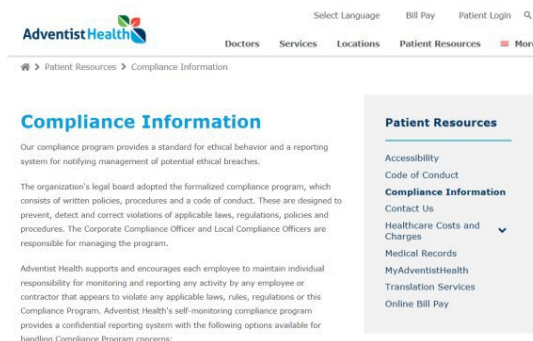 Select Language Bill Pay Patient Login
Adventist Health
Doctors Services Locations Patient Resources More
Patient Resources > Compliance Information
Compliance Information
Our compliance program provides a standard for ethical behavior and a reporting
system for notifying management of potential ethical breaches.
The organization's legal board adopted the formalized compliance program, which
consists of written policies, procedures and a code of conduct. These are designed to
prevent, detect and correct violations of applicable laws, regulations, policies and
procedures. The Corporate Compliance Officer and Local Compliance Officers are
responsible for managing the program.
Adventist Health supports and encourages each employee to maintain individual
responsibility for monitoring and reporting any activity by any employee or
contractor that appears to violate any applicable laws, rules, regulations or this
Compliance Program. Adventist Health's self-monitoring compliance program
provides a confidential reporting system with the following options available for
handling Compliance Program concerns:
Patient Resources
Accessibility
Code of Conduct
Compliance Information
Contact Us
Healthcare Costs and
Charges
Medical Records
MyAdventistHealth
Translation Services
Online Bill Pay